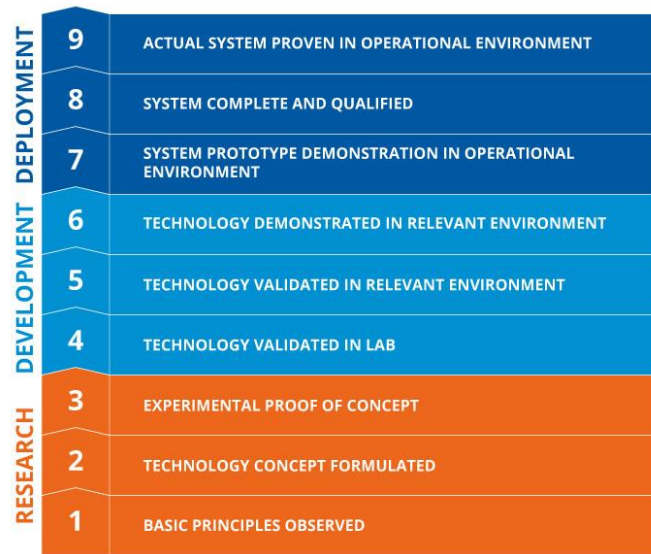 DEPLOYMENT
9
ACTUAL SYSTEM PROVEN IN OPERATIONAL ENVIRONMENT
8
SYSTEM COMPLETE AND QUALIFIED
7
SYSTEM PROTOTYPE DEMONSTRATION IN OPERATIONAL
ENVIRONMENT
DEVELOPMENT
6
TECHNOLOGY DEMONSTRATED IN RELEVANT ENVIRONMENT
5
TECHNOLOGY VALIDATED IN RELEVANT ENVIRONMENT
4
TECHNOLOGY VALIDATED IN LAB
RESEARCH
3
EXPERIMENTAL PROOF OF CONCEPT
2
TECHNOLOGY CONCEPT FORMULATED
1
BASIC PRINCIPLES OBSERVED